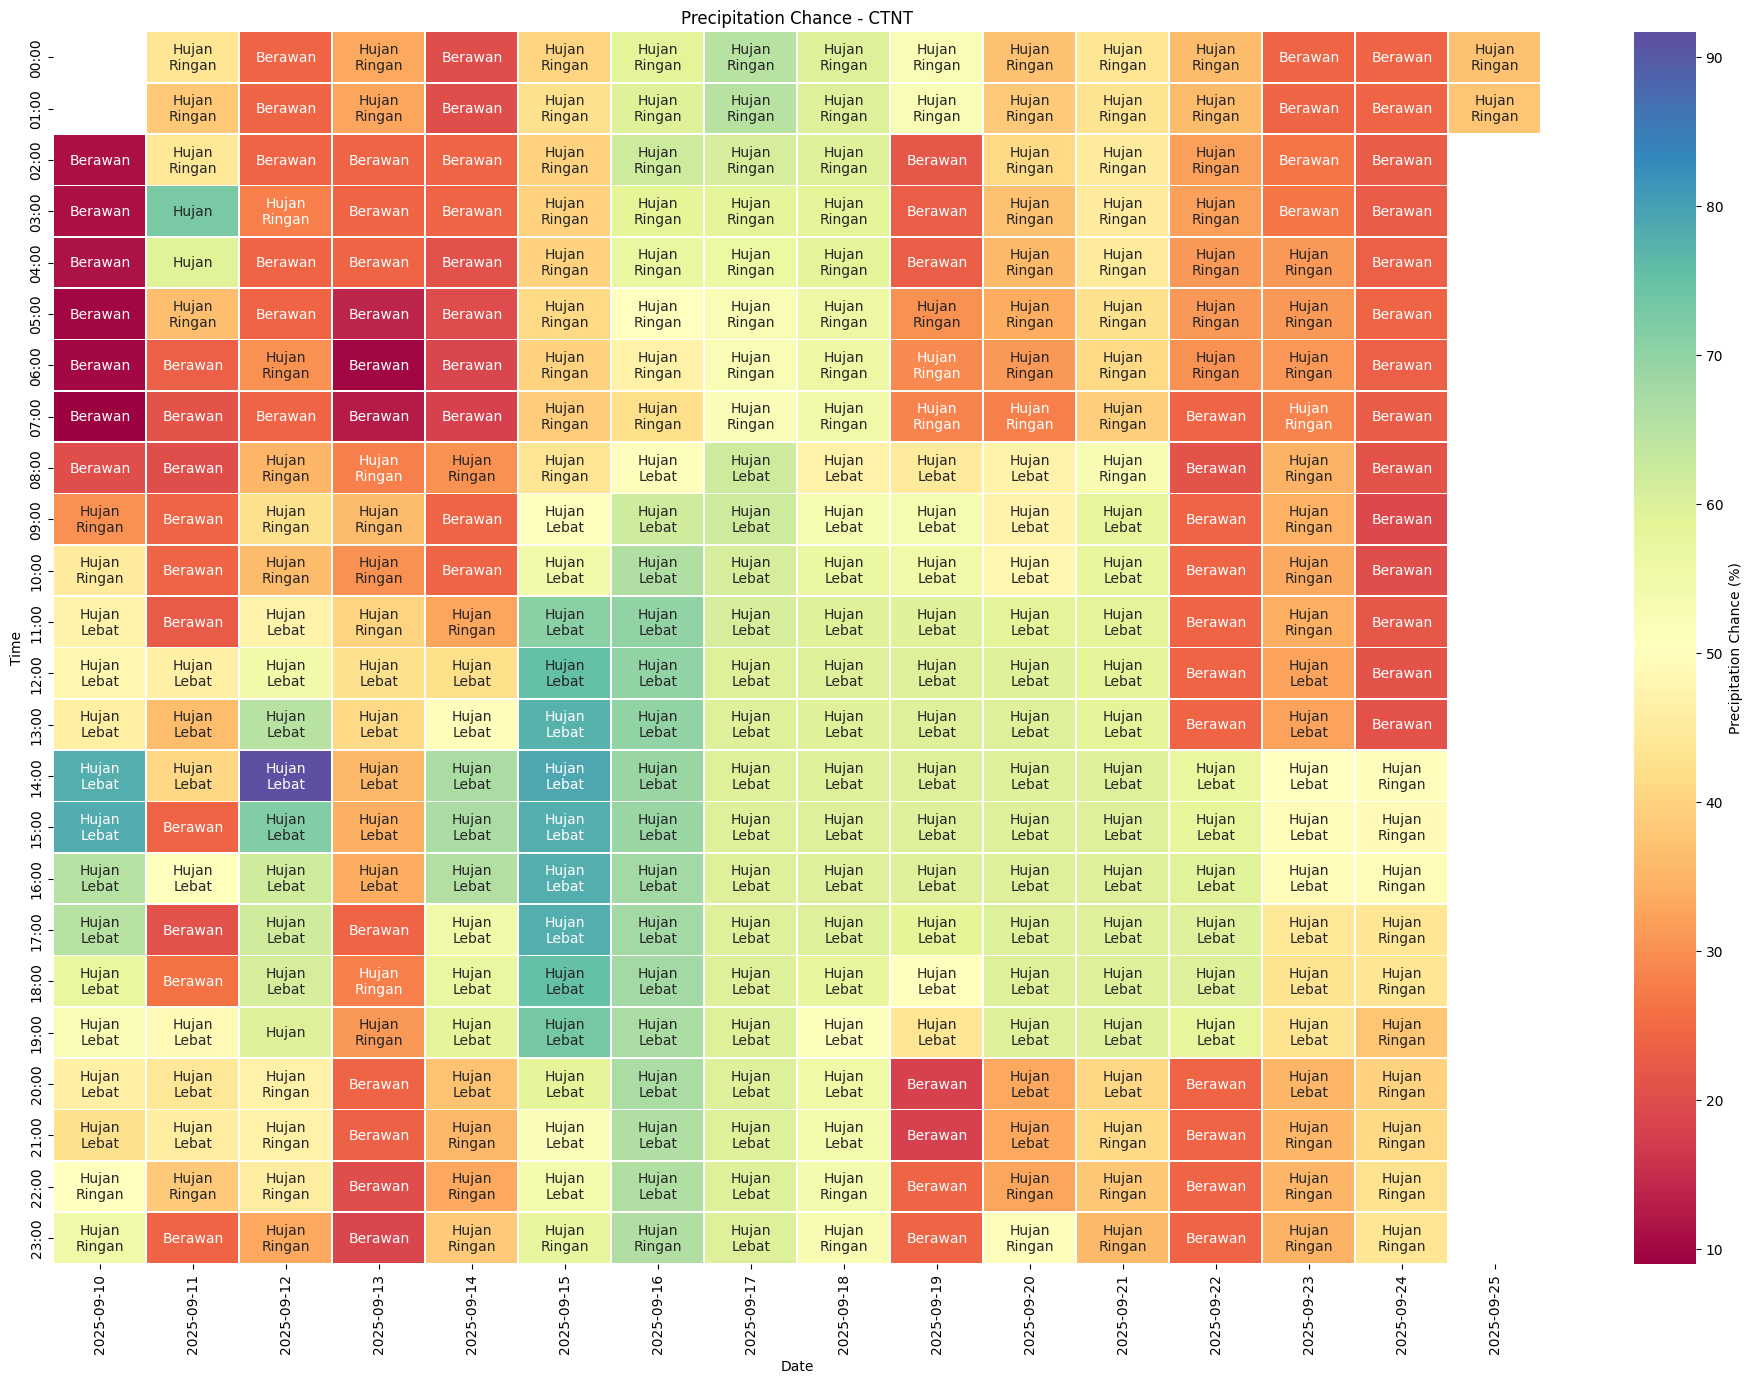 Precipitation Chance - CTNT
00:00 Hujan Ringan Berawan Hujan Ringan Berawan Hujan Ringan Hujan Ringan Hujan Ringan Hujan Ringan Hujan Ringan Hujan Ringan Hujan Ringan Hujan Ringan Berawan Berawan Hujan Ringan
01:00 Hujan Ringan Berawan Hujan Ringan Berawan Hujan Ringan Hujan Ringan Hujan Ringan Hujan Ringan Hujan Ringan Hujan Ringan Hujan Ringan Hujan Ringan Berawan Berawan Hujan Ringan
02:00 Berawan Hujan Ringan Berawan Berawan Berawan Hujan Ringan Hujan Ringan Hujan Ringan Hujan Ringan Berawan Hujan Ringan Hujan Ringan Hujan Ringan Berawan Berawan
03:00 Berawan Hujan Hujan Ringan Berawan Berawan Hujan Ringan Hujan Ringan Hujan Ringan Hujan Ringan Berawan Hujan Ringan Hujan Ringan Hujan Ringan Berawan Berawan
04:00 Berawan Hujan Berawan Berawan Berawan Hujan Ringan Hujan Ringan Hujan Ringan Hujan Ringan Berawan Hujan Ringan Hujan Ringan Hujan Ringan Hujan Ringan Berawan
05:00 Berawan Hujan Ringan Berawan Berawan Berawan Hujan Ringan Hujan Ringan Hujan Ringan Hujan Ringan Hujan Ringan Hujan Ringan Hujan Ringan Hujan Ringan Hujan Ringan Berawan
06:00 Berawan Berawan Hujan Ringan Berawan Berawan Hujan Ringan Hujan Ringan Hujan Ringan Hujan Ringan Hujan Ringan Hujan Ringan Hujan Ringan Hujan Ringan Hujan Ringan Berawan
07:00 Berawan Berawan Berawan Berawan Berawan Hujan Ringan Hujan Ringan Hujan Ringan Hujan Ringan Hujan Ringan Hujan Ringan Hujan Ringan Berawan Hujan Ringan Berawan
08:00 Berawan Berawan Hujan Ringan Hujan Ringan Hujan Ringan Hujan Ringan Hujan Lebat Hujan Lebat Hujan Lebat Hujan Lebat Hujan Lebat Hujan Ringan Berawan Hujan Ringan Berawan
09:00 Hujan Ringan Berawan Hujan Ringan Hujan Ringan Berawan Hujan Lebat Hujan Lebat Hujan Lebat Hujan Lebat Hujan Lebat Hujan Lebat Hujan Lebat Berawan Hujan Ringan Berawan
10:00 Hujan Ringan Berawan Hujan Ringan Hujan Ringan Berawan Hujan Lebat Hujan Lebat Hujan Lebat Hujan Lebat Hujan Lebat Hujan Lebat Hujan Lebat Berawan Hujan Ringan Berawan
11:00 Hujan Lebat Berawan Hujan Lebat Hujan Ringan Hujan Ringan Hujan Lebat Hujan Lebat Hujan Lebat Hujan Lebat Hujan Lebat Hujan Lebat Hujan Lebat Berawan Hujan Ringan Berawan
12:00 Hujan Lebat Hujan Lebat Hujan Lebat Hujan Lebat Hujan Lebat Hujan Lebat Hujan Lebat Hujan Lebat Hujan Lebat Hujan Lebat Hujan Lebat Hujan Lebat Berawan Hujan Lebat Berawan
13:00 Hujan Lebat Hujan Lebat Hujan Lebat Hujan Lebat Hujan Lebat Hujan Lebat Hujan Lebat Hujan Lebat Hujan Lebat Hujan Lebat Hujan Lebat Hujan Lebat Berawan Hujan Lebat Berawan
14:00 Hujan Lebat Hujan Lebat Hujan Lebat Hujan Lebat Hujan Lebat Hujan Lebat Hujan Lebat Hujan Lebat Hujan Lebat Hujan Lebat Hujan Lebat Hujan Lebat Hujan Lebat Hujan Lebat Hujan Ringan
15:00 Hujan Lebat Berawan Hujan Lebat Hujan Lebat Hujan Lebat Hujan Lebat Hujan Lebat Hujan Lebat Hujan Lebat Hujan Lebat Hujan Lebat Hujan Lebat Hujan Lebat Hujan Lebat Hujan Ringan
16:00 Hujan Lebat Hujan Lebat Hujan Lebat Hujan Lebat Hujan Lebat Hujan Lebat Hujan Lebat Hujan Lebat Hujan Lebat Hujan Lebat Hujan Lebat Hujan Lebat Hujan Lebat Hujan Lebat Hujan Ringan
17:00 Hujan Lebat Berawan Hujan Lebat Berawan Hujan Lebat Hujan Lebat Hujan Lebat Hujan Lebat Hujan Lebat Hujan Lebat Hujan Lebat Hujan Lebat Hujan Lebat Hujan Lebat Hujan Ringan
18:00 Hujan Lebat Berawan Hujan Lebat Hujan Ringan Hujan Lebat Hujan Lebat Hujan Lebat Hujan Lebat Hujan Lebat Hujan Lebat Hujan Lebat Hujan Lebat Hujan Lebat Hujan Lebat Hujan Ringan
19:00 Hujan Lebat Hujan Lebat Hujan Hujan Ringan Hujan Lebat Hujan Lebat Hujan Lebat Hujan Lebat Hujan Lebat Hujan Lebat Hujan Lebat Hujan Lebat Hujan Lebat Hujan Lebat Hujan Ringan
20:00 Hujan Lebat Hujan Lebat Hujan Ringan Berawan Hujan Lebat Hujan Lebat Hujan Lebat Hujan Lebat Hujan Lebat Berawan Hujan Lebat Hujan Lebat Berawan Hujan Lebat Hujan Ringan
21:00 Hujan Lebat Hujan Lebat Hujan Ringan Berawan Hujan Ringan Hujan Lebat Hujan Lebat Hujan Lebat Hujan Lebat Berawan Hujan Lebat Hujan Ringan Berawan Hujan Ringan Hujan Ringan
22:00 Hujan Ringan Hujan Ringan Hujan Ringan Berawan Hujan Ringan Hujan Lebat Hujan Lebat Hujan Lebat Hujan Ringan Berawan Hujan Ringan Hujan Ringan Berawan Hujan Ringan Hujan Ringan
23:00 Hujan Ringan Berawan Hujan Ringan Berawan Hujan Ringan Hujan Ringan Hujan Ringan Hujan Lebat Hujan Ringan Berawan Hujan Ringan Hujan Ringan Berawan Hujan Ringan Hujan Ringan
Time
2025-09-10 2025-09-11 2025-09-12 2025-09-13 2025-09-14 2025-09-15 2025-09-16 2025-09-17 2025-09-18 2025-09-19 2025-09-20 2025-09-21 2025-09-22 2025-09-23 2025-09-24 2025-09-25
Date
90
80
70
60
50
40
30
20
10
Precipitation Chance (%)